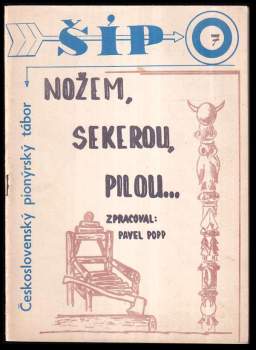 ŠÍP
7
Československý pionýrský tábor
NOŽEM,
SEKEROU,
PILOU...
ZPRACOVAL:
PAVEL POPP